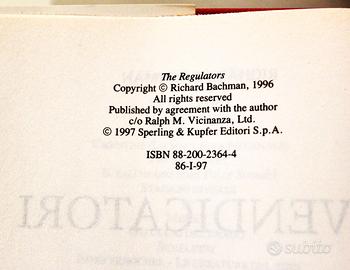 The Regulators
Copyright © Richard Bachman, 1996
All rights reserved
Published by agreement with the author
c/o Ralph M. Vicinanza, Ltd.
© 1997 Sperling & Kupfer Editori S.p.A.
ISBN 88-200-2364-4
86-I-97
VENDICATORI
subito